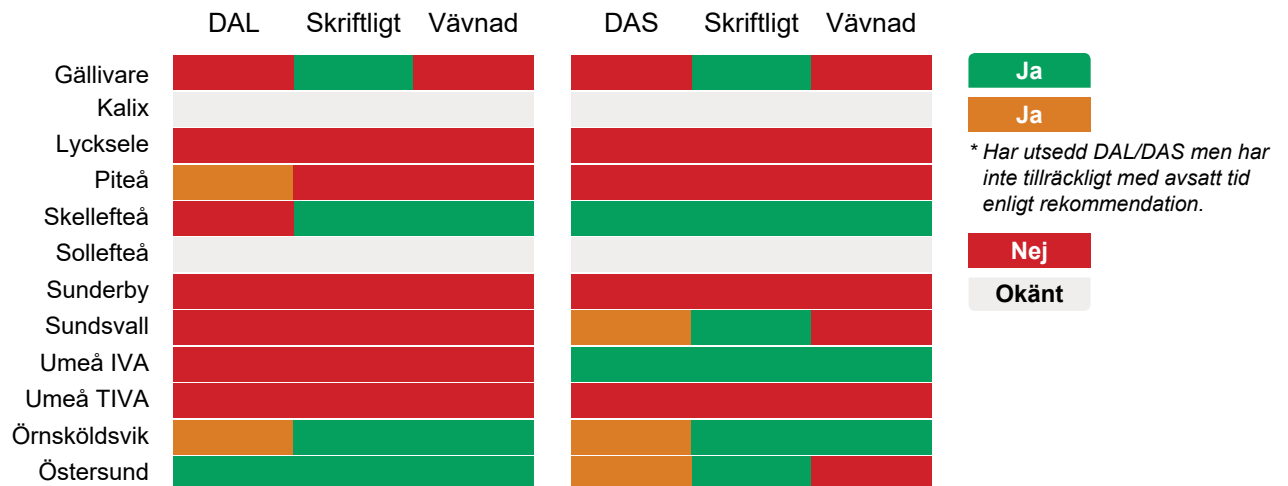 DAL Skriftligt Vävnad DAS Skriftligt Vävnad
Gällivare
Kalix
Lycksele
Piteå
Skellefteå
Sollefteå
Sunderby
Sundsvall
Umeå IVA
Umeå TIVA
Örnsköldsvik
Östersund
Ja
Ja
* Har utsedd DAL/DAS men har
inte tillräckligt med avsatt tid
enligt rekommendation.
Nej
Okänt